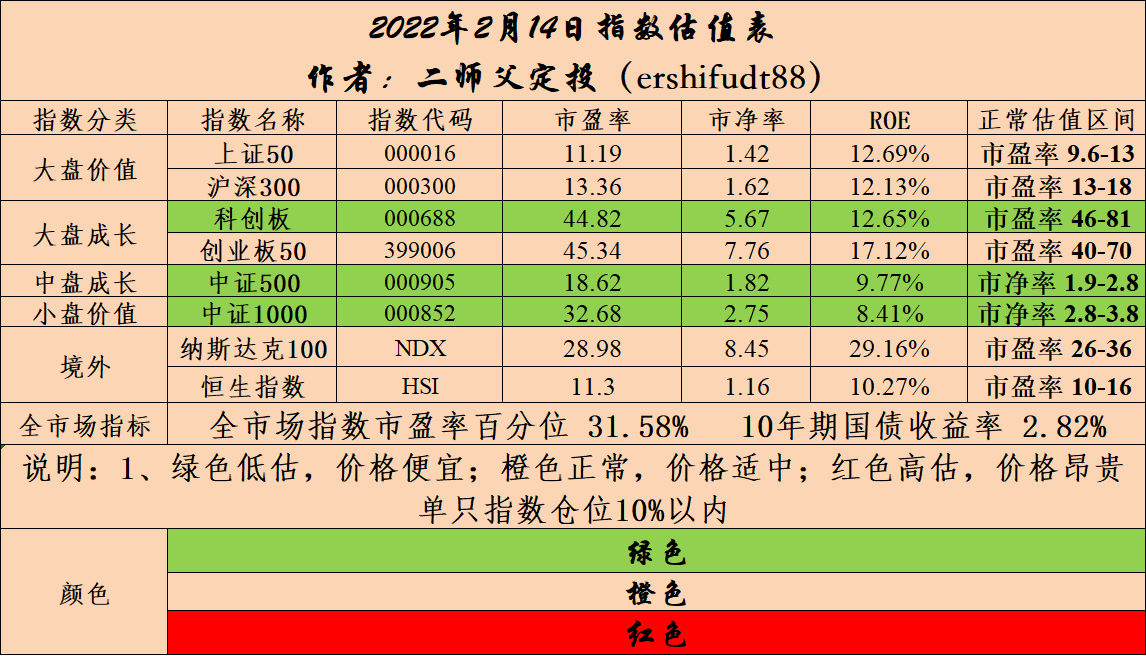 2022年2月14日指数估值表
作者：二师父定投（ershifudt88）
指数分类 指数名称 指数代码 市盈率 市净率 ROE 正常估值区间
大盘价值 上证50 000016 11.19 1.42 12.69% 市盈率 9.6-13
沪深300 000300 13.36 1.62 12.13% 市盈率 13-18
大盘成长 科创板 000688 44.82 5.67 12.65% 市盈率 46-81
创业板50 399006 45.34 7.76 17.12% 市盈率 40-70
中盘成长 中证500 000905 18.62 1.82 9.77% 市净率 1.9-2.8
小盘价值 中证1000 000852 32.68 2.75 8.41% 市净率 2.8-3.8
境外 纳斯达克100 NDX 28.98 8.45 29.16% 市盈率 26-36
恒生指数 HSI 11.3 1.16 10.27% 市盈率 10-16
全市场指标 全市场指数市盈率百分位 31.58% 10年期国债收益率 2.82%
说明：1、绿色低估，价格便宜；橙色正常，价格适中；红色高估，价格昂贵
单只指数仓位10%以内
颜色 绿色
橙色
红色